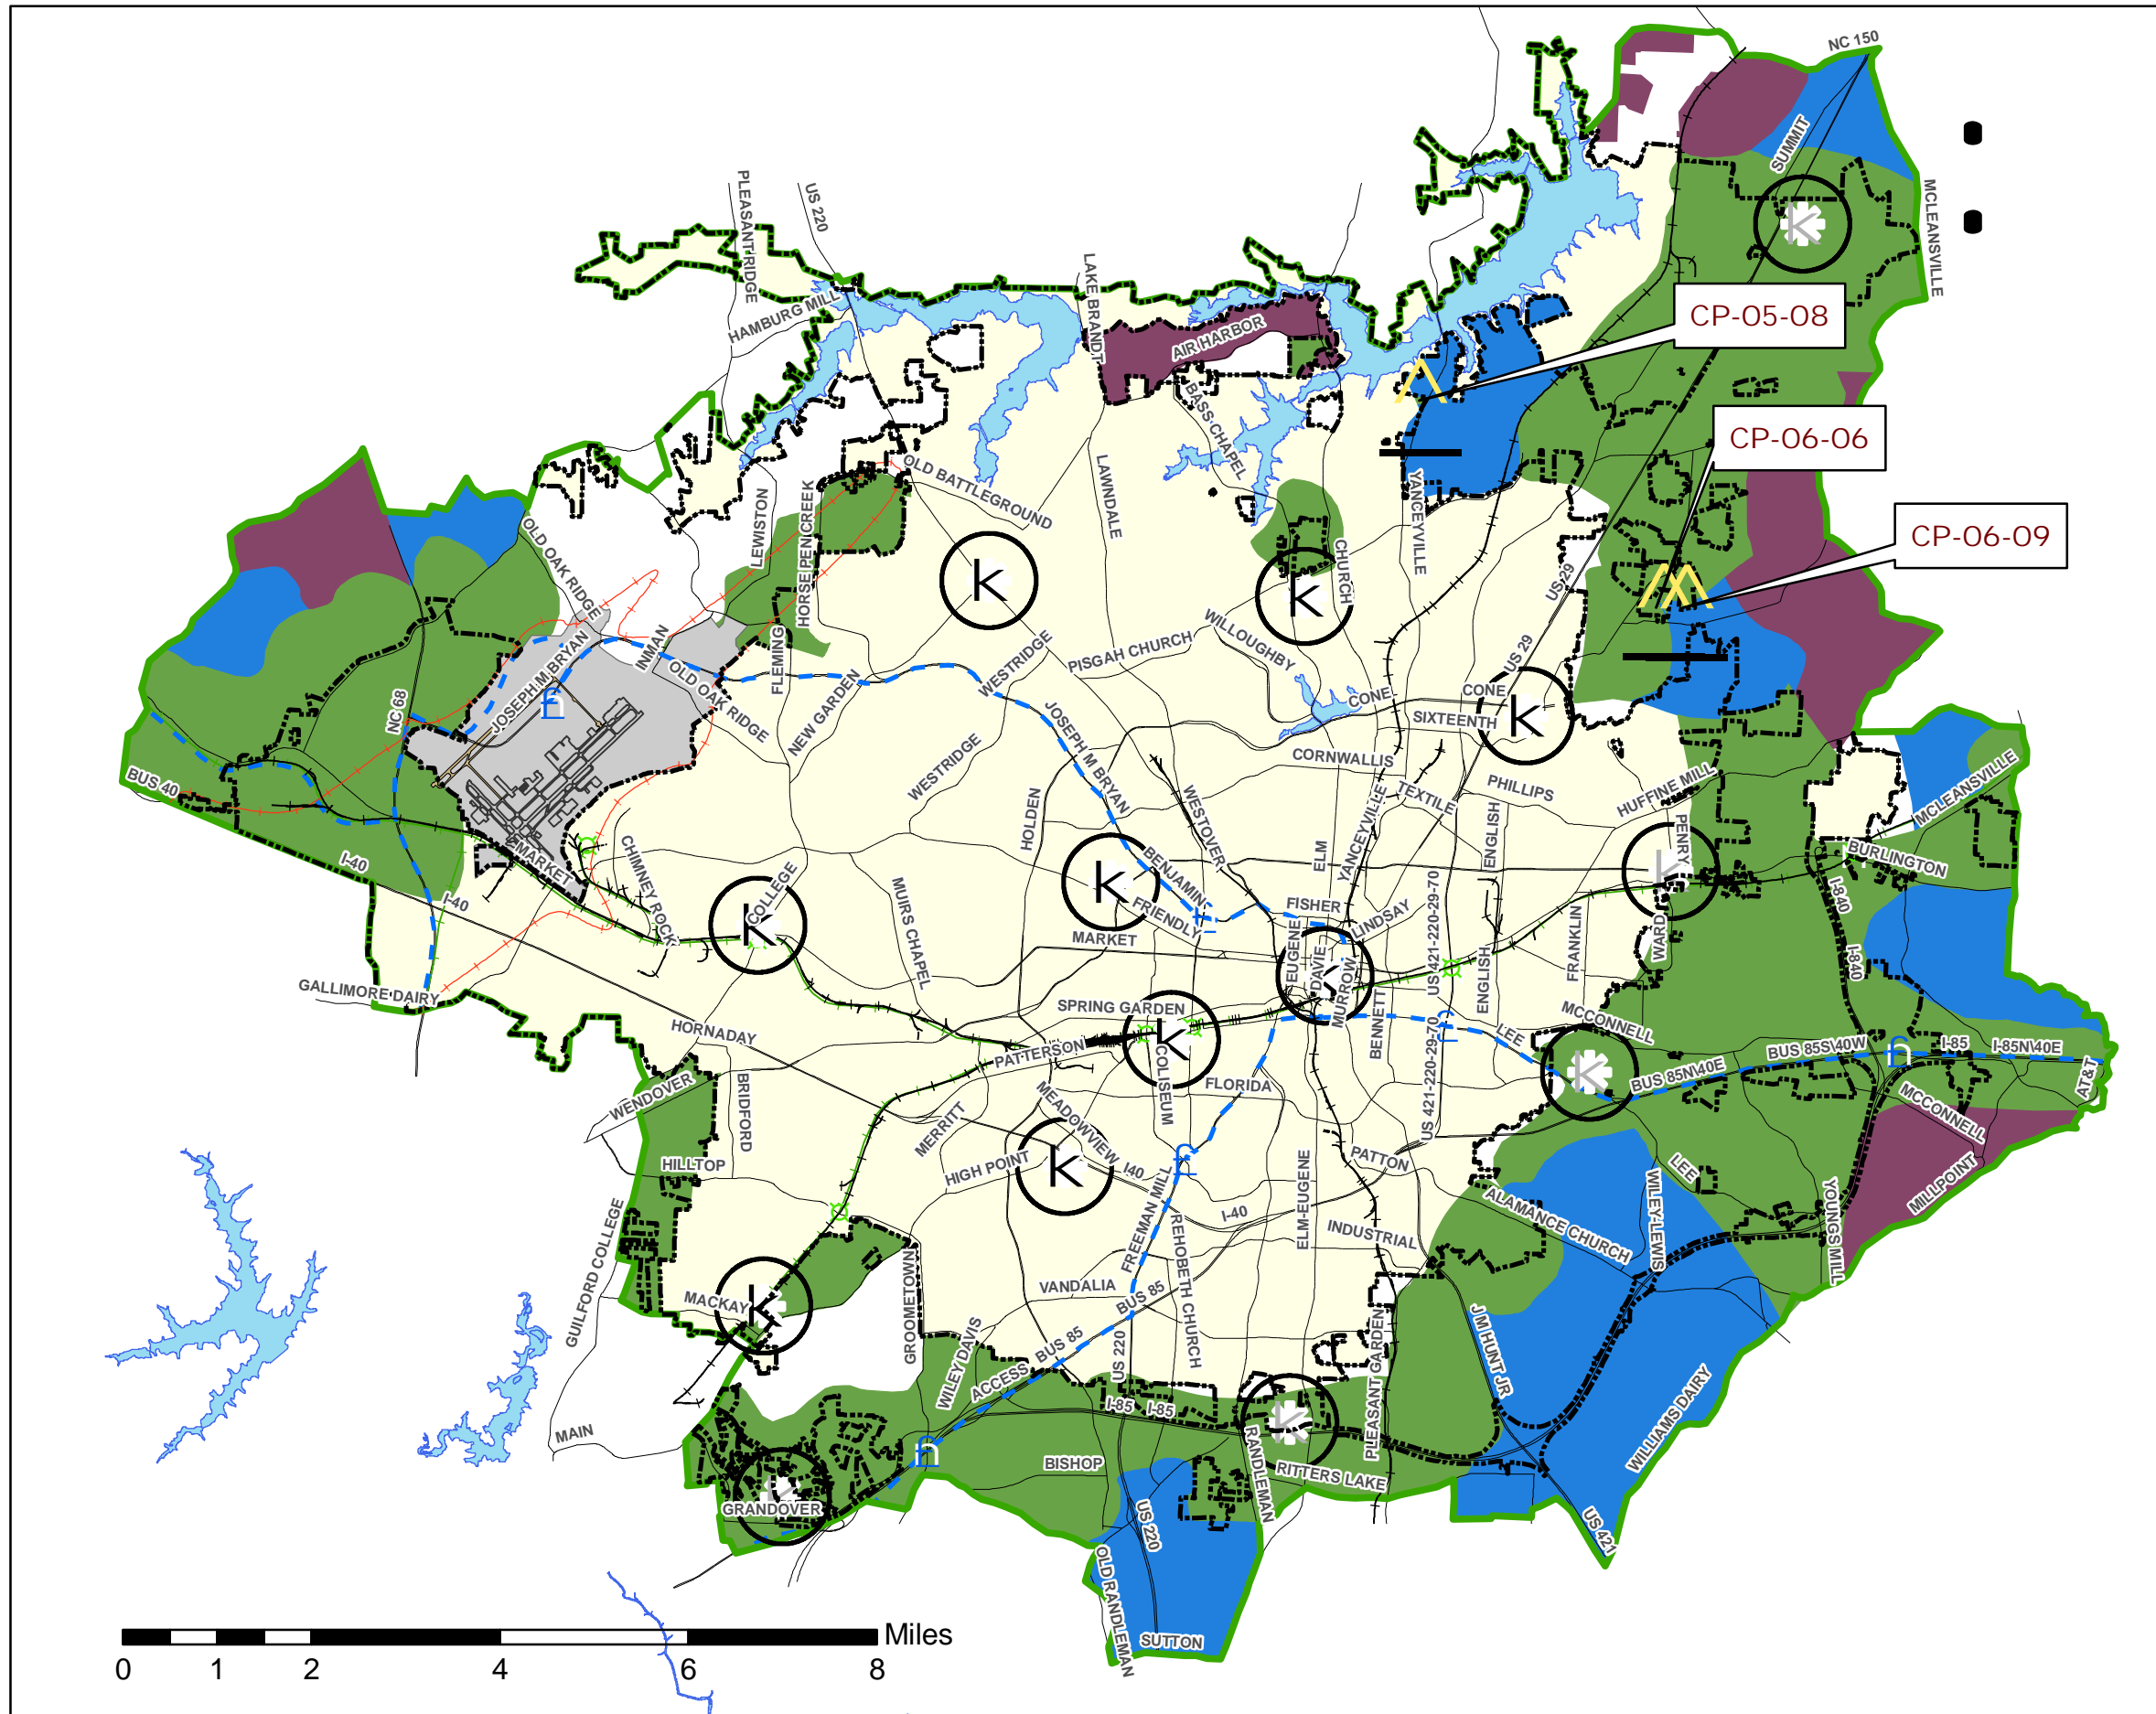 NC 150
SUMMIT
MCLEANSVILLE
PLEASANT RIDGE
US 220
HAMBURG MILL
LAKE BRANDT
AIR HARBOR
BASS CHAPEL
CP-05-08
CP-06-06
CP-06-09
OLD BATTLEGROUND
LAWNDALE
YANCEYVILLE
CHURCH
LEWISTON
HORSE PEN CREEK
OLD OAK RIDGE
JOSEPH M BRYAN
INMAN
OLD OAK RIDGE
FLEMING
NEW GARDEN
WESTRIDGE
PISGAH CHURCH
WILLOUGHBY
US 29
US 29
CONE
CONE
SIXTEENTH
NC 68
BUS 40
I-40
I-40
MARKET
CHIMNEY ROCK
COLLEGE
WESTRIDGE
JOSEPH M BRYAN
HOLDEN
WESTOVER
CORNWALLIS
TEXTILE
PHILLIPS
HUFFINE MILL
MCLEANSVILLE
BURLINGTON
PENRY
ENGLISH
YANCEYVILLE
ELM
BENJAMIN
FRIENDLY
FISHER
LINDSAY
MUIRS CHAPEL
MARKET
EUGENE
DAVIE
MURROW
US 421-220-29-70
FRANKLIN
WARD
I-840
I-840
GALLIMORE DAIRY
HORNADAY
SPRING GARDEN
PATTERSON
COLISEUM
BENNETT
ENGLISH
LEE
MCCONNELL
BUS 85N\40E
BUS 85S\40W
I-85
I-85N\40E
AT&T
MCCONNELL
WENDOVER
BRIDFORD
MERRITT
MEADOWVIEW
FLORIDA
US 421-220-29-70
HIGH POINT
I40
HILLTOP
PATTON
LEE
MILLPOINT
GUILFORD COLLEGE
FREEMAN MILL
REHOBETH CHURCH
I-40
ELM-EUGENE
INDUSTRIAL
ALAMANCE CHURCH
WILEY-LEWIS
YOUNGS MILL
MACKAY
GROOMETOWN
VANDALIA
BUS 85
BUS 85
ACCESS
WILEY DAVIS
US 220
PLEASANT GARDEN
JM HUNT JR
WILLIAMS DAIRY
MAIN
I-85
I-85
GRANDOVER
BISHOP
RANDLEMAN
RITTERS LAKE
US 220
US 421
OLD RANDLEMAN
SUTTON
Miles
0 1 2 4 6 8